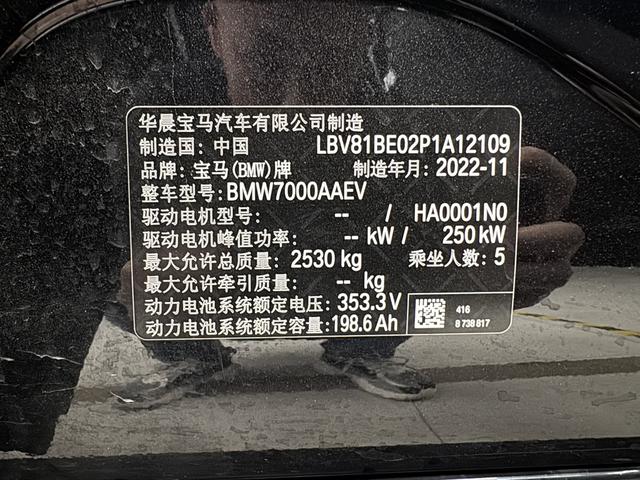 华晨宝马汽车有限公司制造
制造国: 中国 LBV81BE02P1A12109
品牌: 宝马(BMW)牌 制造年月: 2022-11
整车型号: BMW7000AAEV
驱动电机型号: -- / HA0001N0
驱动电机峰值功率: -- kW / 250 kW
最大允许总质量: 2530 kg 乘坐人数: 5
最大允许牵引质量: -- kg
动力电池系统额定电压: 353.3 V 416
动力电池系统额定容量: 198.6 Ah 8 738 817